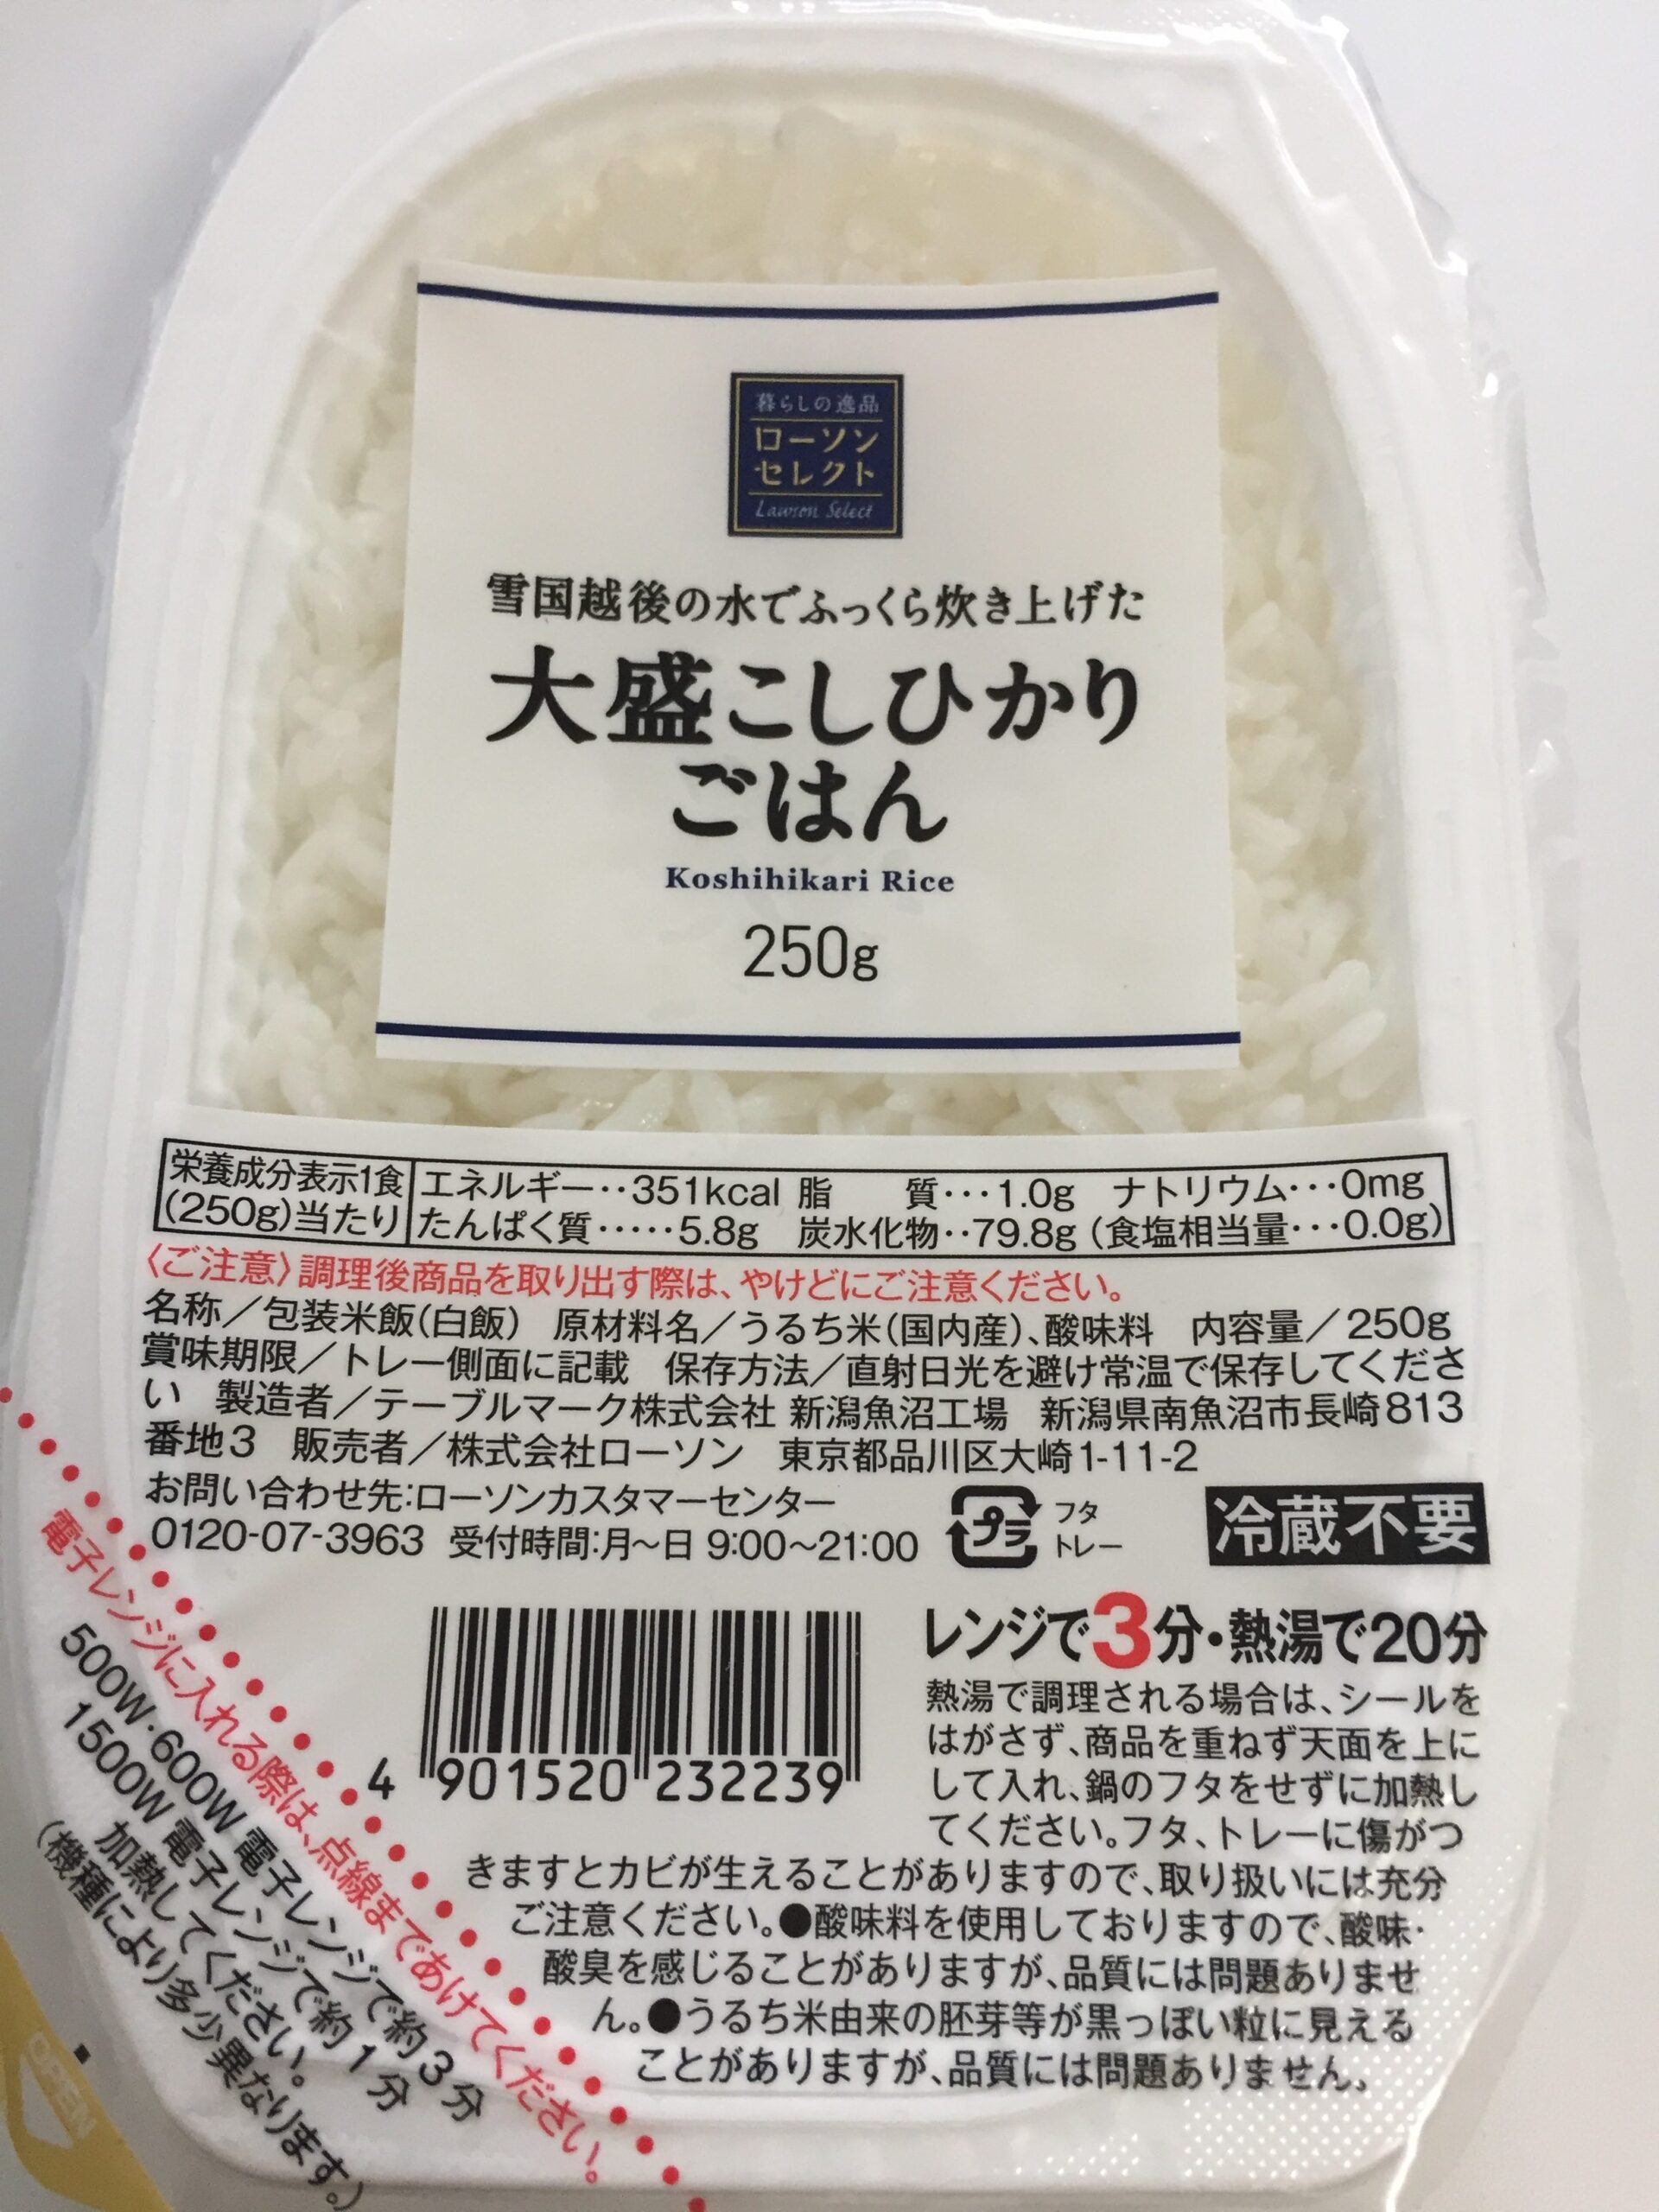 暮らしの逸品
ローソン
セレクト
Lawson Select
雪国越後の水でふっくら炊き上げた
大盛こしひかり
ごはん
Koshihikari Rice
250g
栄養成分表示1食 エネルギー‥351kcal 脂　質…1.0g ナトリウム…0mg
(250g)当たり たんぱく質‥‥‥5.8g 炭水化物‥79.8g (食塩相当量…0.0g)
〈ご注意〉調理後商品を取り出す際は、やけどにご注意ください。
名称／包装米飯(白飯) 原材料名／うるち米(国内産)、酸味料 内容量／250g
賞味期限／トレー側面に記載 保存方法／直射日光を避け常温で保存してくださ
い 製造者／テーブルマーク株式会社 新潟魚沼工場 新潟県南魚沼市長崎813
番地3 販売者／株式会社ローソン 東京都品川区大崎1-11-2
お問い合わせ先:ローソンカスタマーセンター
0120-07-3963 受付時間:月〜日 9:00〜21:00
プラ
フタ
トレー
冷蔵不要
レンジで3分・熱湯で20分
熱湯で調理される場合は、シールを
はがさず、商品を重ねず天面を上に
して入れ、鍋のフタをせずに加熱し
てください。フタ、トレーに傷がつ
きますとカビが生えることがありますので、取り扱いには充分
ご注意ください。●酸味料を使用しておりますので、酸味・
酸臭を感じることがありますが、品質には問題ありませ
ん。●うるち米由来の胚芽等が黒っぽい粒に見える
ことがありますが、品質には問題ありません。
4 901520 232239
電子レンジに入れる際は、点線まであけてください。
500W・600W 電子レンジで約3分
1500W 電子レンジで約1分
加熱してください。
(機種により多少異なります。)
OPEN